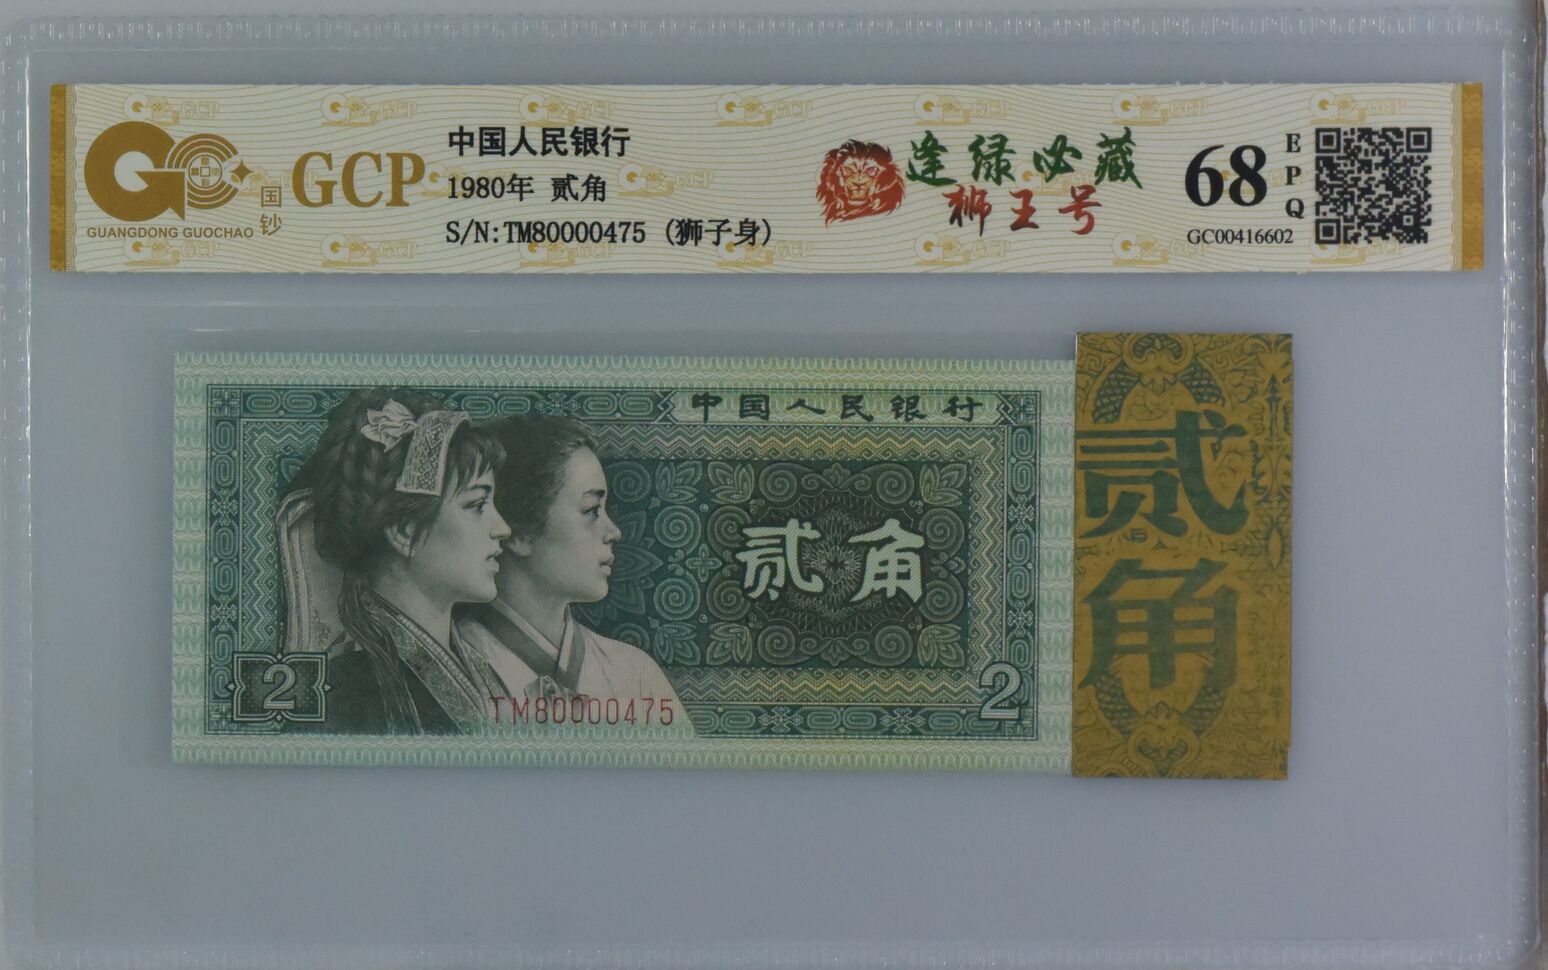 GUANGDONG GUOCHAO
国钞
GCP
中国人民银行
1980年 贰角
S/N:TM80000475 (狮子身)
逢绿必藏
狮王号
68
EPQ
GC00416602
中国人民银行
贰角
2
TM80000475
2
贰角